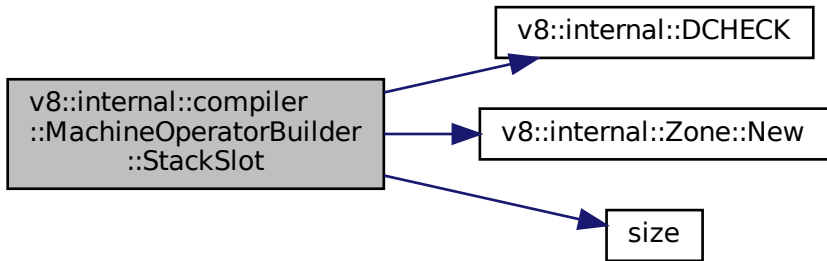 v8::internal::DCHECK
v8::internal::compiler
::MachineOperatorBuilder
::StackSlot
v8::internal::Zone::New
size